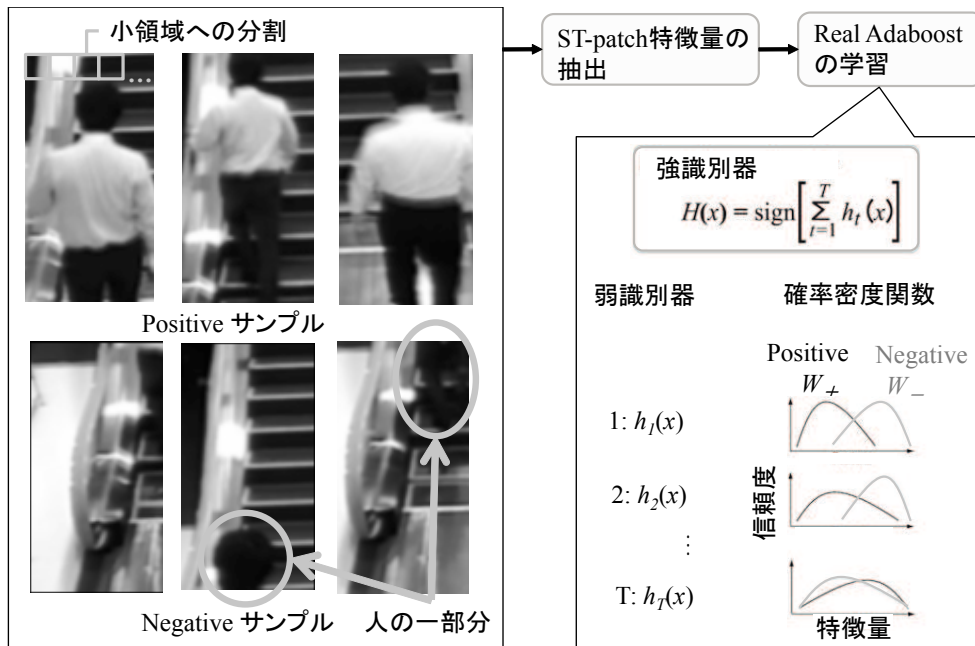 小領域への分割
…
Positive サンプル
Negative サンプル
人の一部分
ST-patch特徴量の
抽出
Real Adaboost
の学習
強識別器
H(x) = sign[∑_{t=1}^{T} h_t(x)]
弱識別器
確率密度関数
Positive
W+
Negative
W−
1: h1(x)
2: h2(x)
⋮
T: hT(x)
信頼度
特徴量